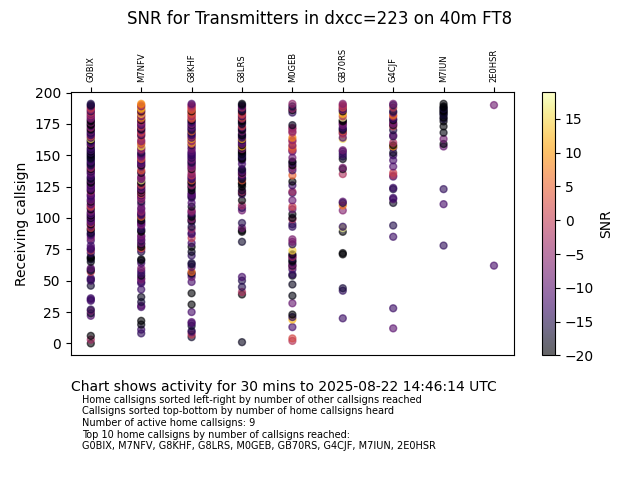 SNR for Transmitters in dxcc=223 on 40m FT8
G0BIX M7NFV G8KHF G8LRS M0GEB GB70RS G4CJF M7IUN 2E0HSR
Receiving callsign
200
175
150
125
100
75
50
25
0
15
10
5
0
−5
−10
−15
−20
SNR
Chart shows activity for 30 mins to 2025-08-22 14:46:14 UTC
Home callsigns sorted left-right by number of other callsigns reached
Callsigns sorted top-bottom by number of home callsigns heard
Number of active home callsigns: 9
Top 10 home callsigns by number of callsigns reached:
G0BIX, M7NFV, G8KHF, G8LRS, M0GEB, GB70RS, G4CJF, M7IUN, 2E0HSR